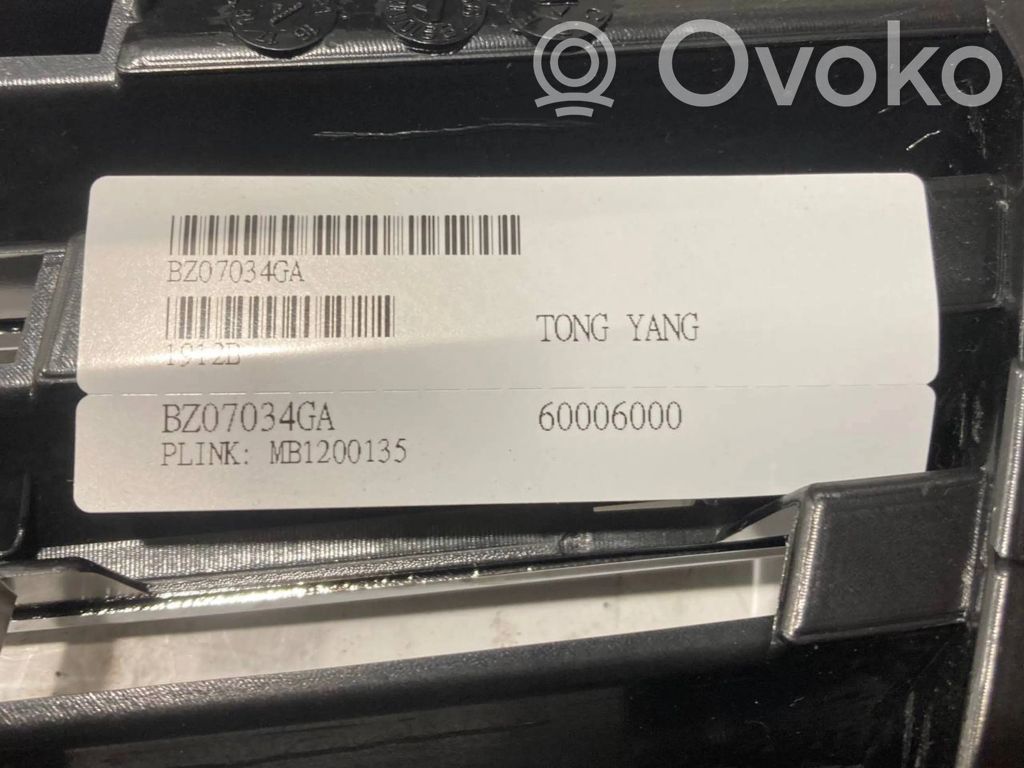 Ovoko
BZ07034GA
1912B
TONG YANG
BZ07034GA
60006000
PLINK: MB1200135